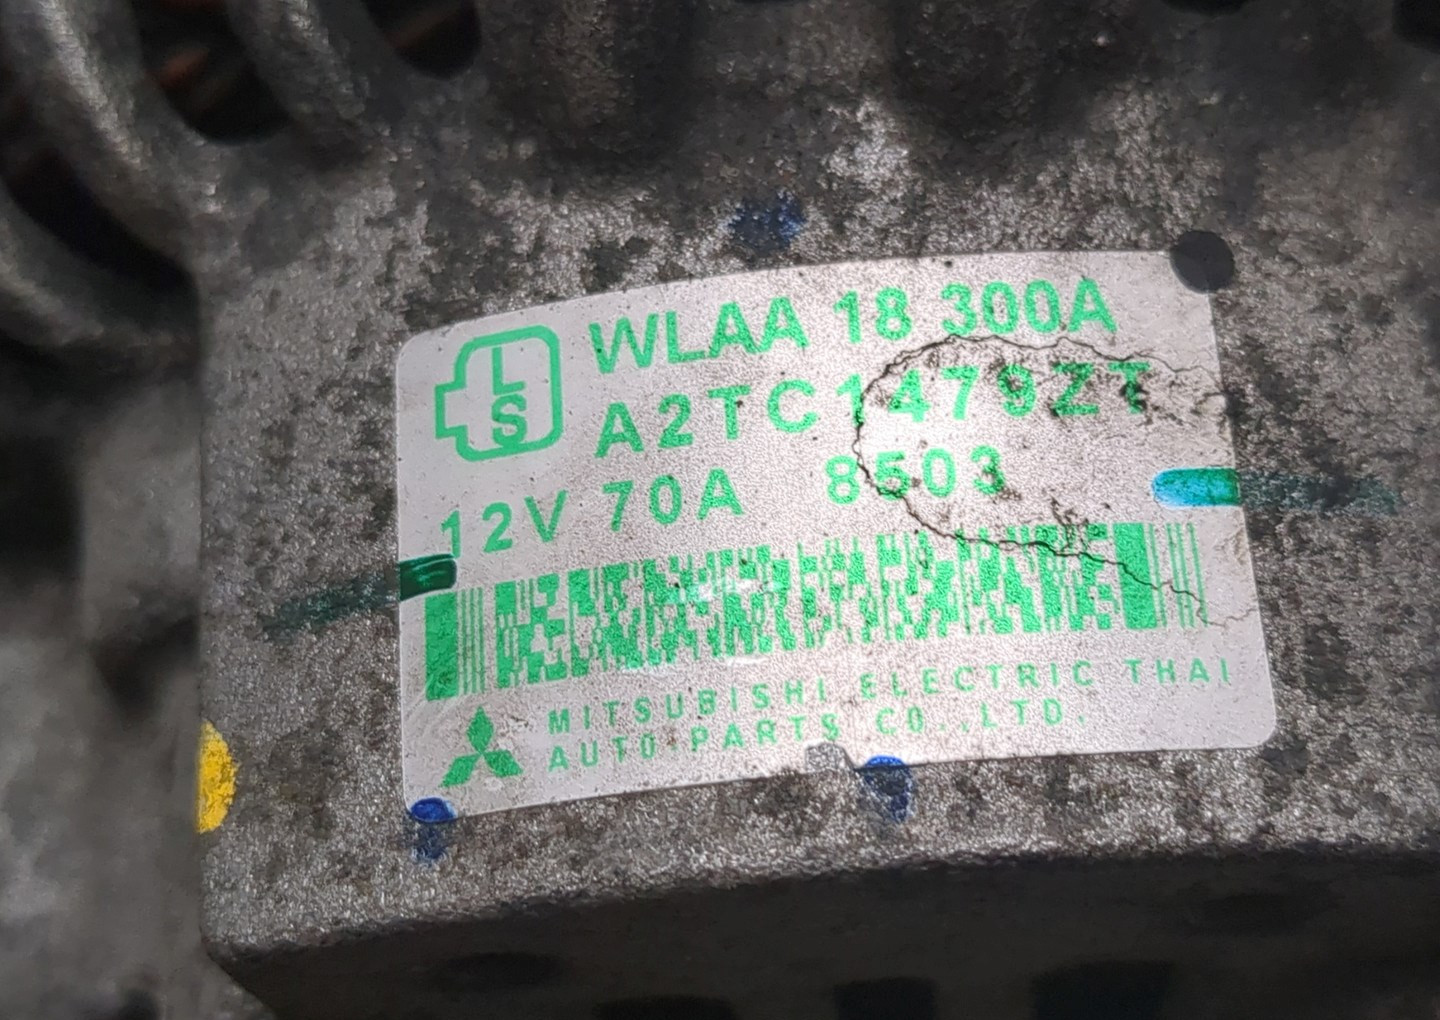 L
S
WLAA 18 300A
A2TC1479ZT
12V 70A 8503
MITSUBISHI ELECTRIC THAI
AUTO-PARTS CO.,LTD.